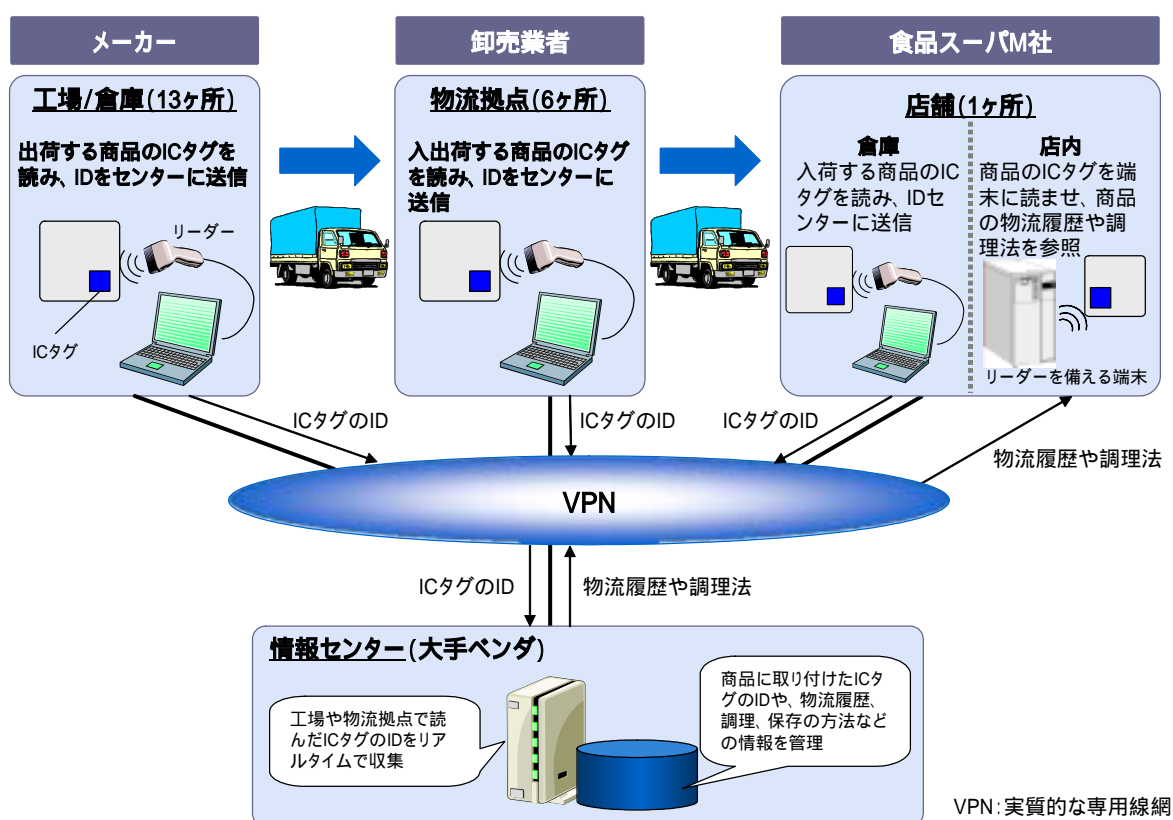 メーカー
卸売業者
食品スーパM社
工場/倉庫(13ヶ所)
出荷する商品のICタグを
読み、IDをセンターに送信
リーダー
ICタグ
物流拠点(6ヶ所)
入出荷する商品のICタグ
を読み、IDをセンターに
送信
店舗(1ヶ所)
倉庫
入荷する商品のIC
タグを読み、IDセ
ンターに送信
店内
商品のICタグを端
末に読ませ、商品
の物流履歴や調
理法を参照
リーダーを備える端末
ICタグのID
ICタグのID
ICタグのID
物流履歴や調理法
VPN
ICタグのID
物流履歴や調理法
情報センター(大手ベンダ)
工場や物流拠点で読
んだICタグのIDをリア
ルタイムで収集
商品に取り付けたICタ
グのIDや、物流履歴、
調理、保存の方法など
の情報を管理
VPN:実質的な専用線網